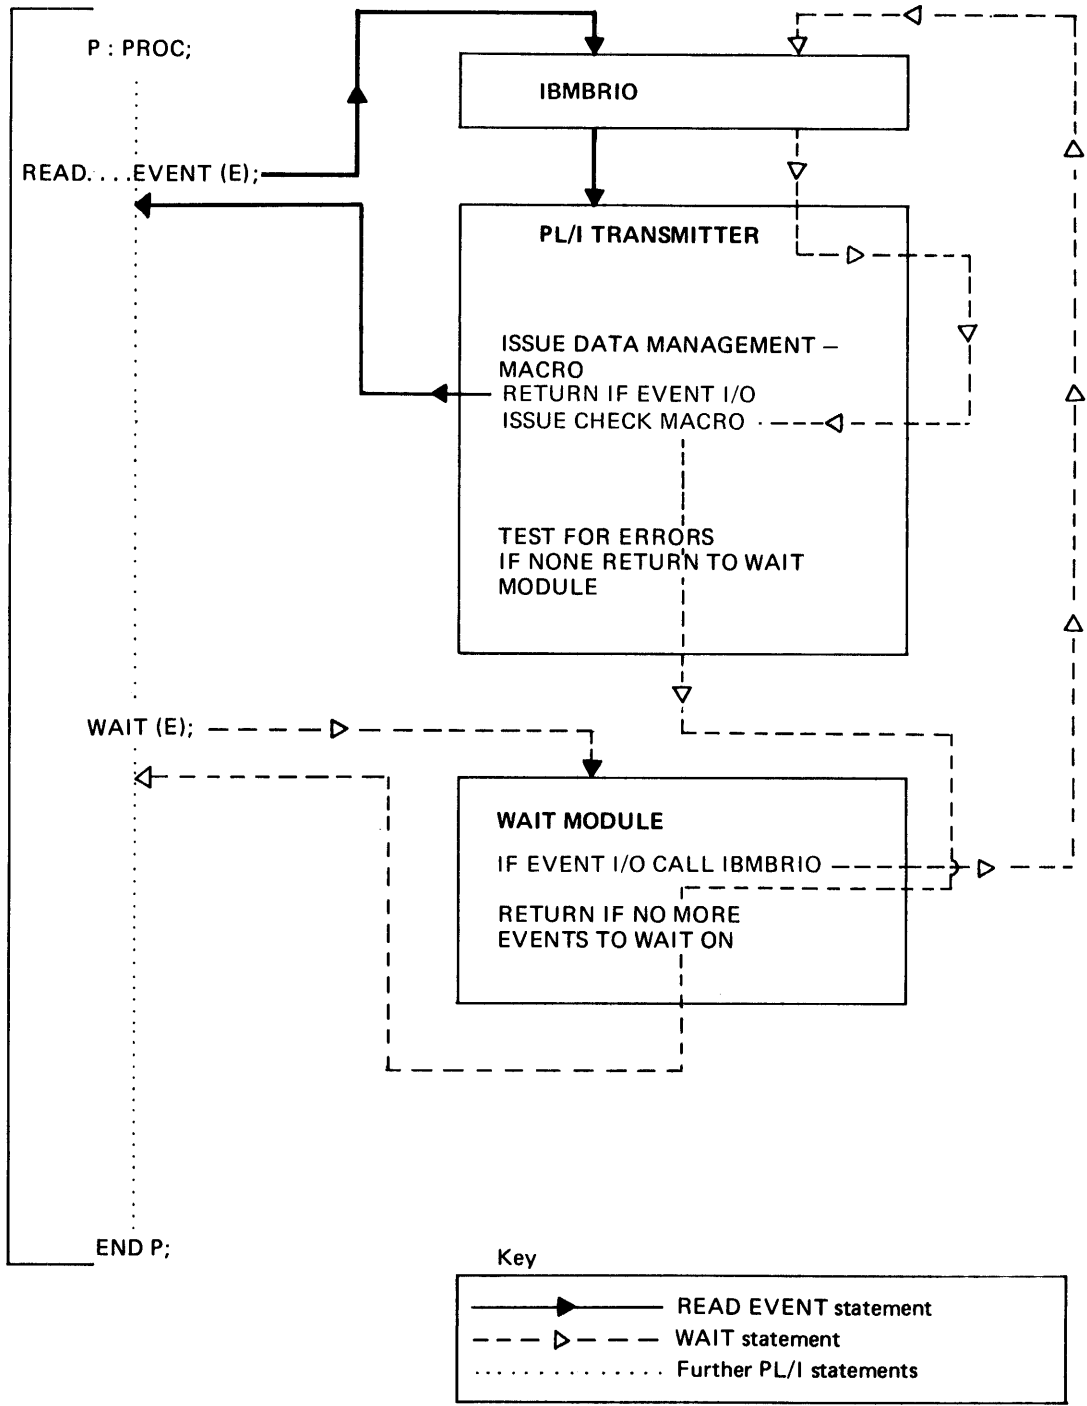 P : PROC;
IBMBRIO
READ. . . .EVENT (E);
PL/I TRANSMITTER
ISSUE DATA MANAGEMENT –
MACRO
RETURN IF EVENT I/O
ISSUE CHECK MACRO
TEST FOR ERRORS
IF NONE RETURN TO WAIT
MODULE
WAIT (E);
WAIT MODULE
IF EVENT I/O CALL IBMBRIO
RETURN IF NO MORE
EVENTS TO WAIT ON
END P;
Key
READ EVENT statement
WAIT statement
Further PL/I statements